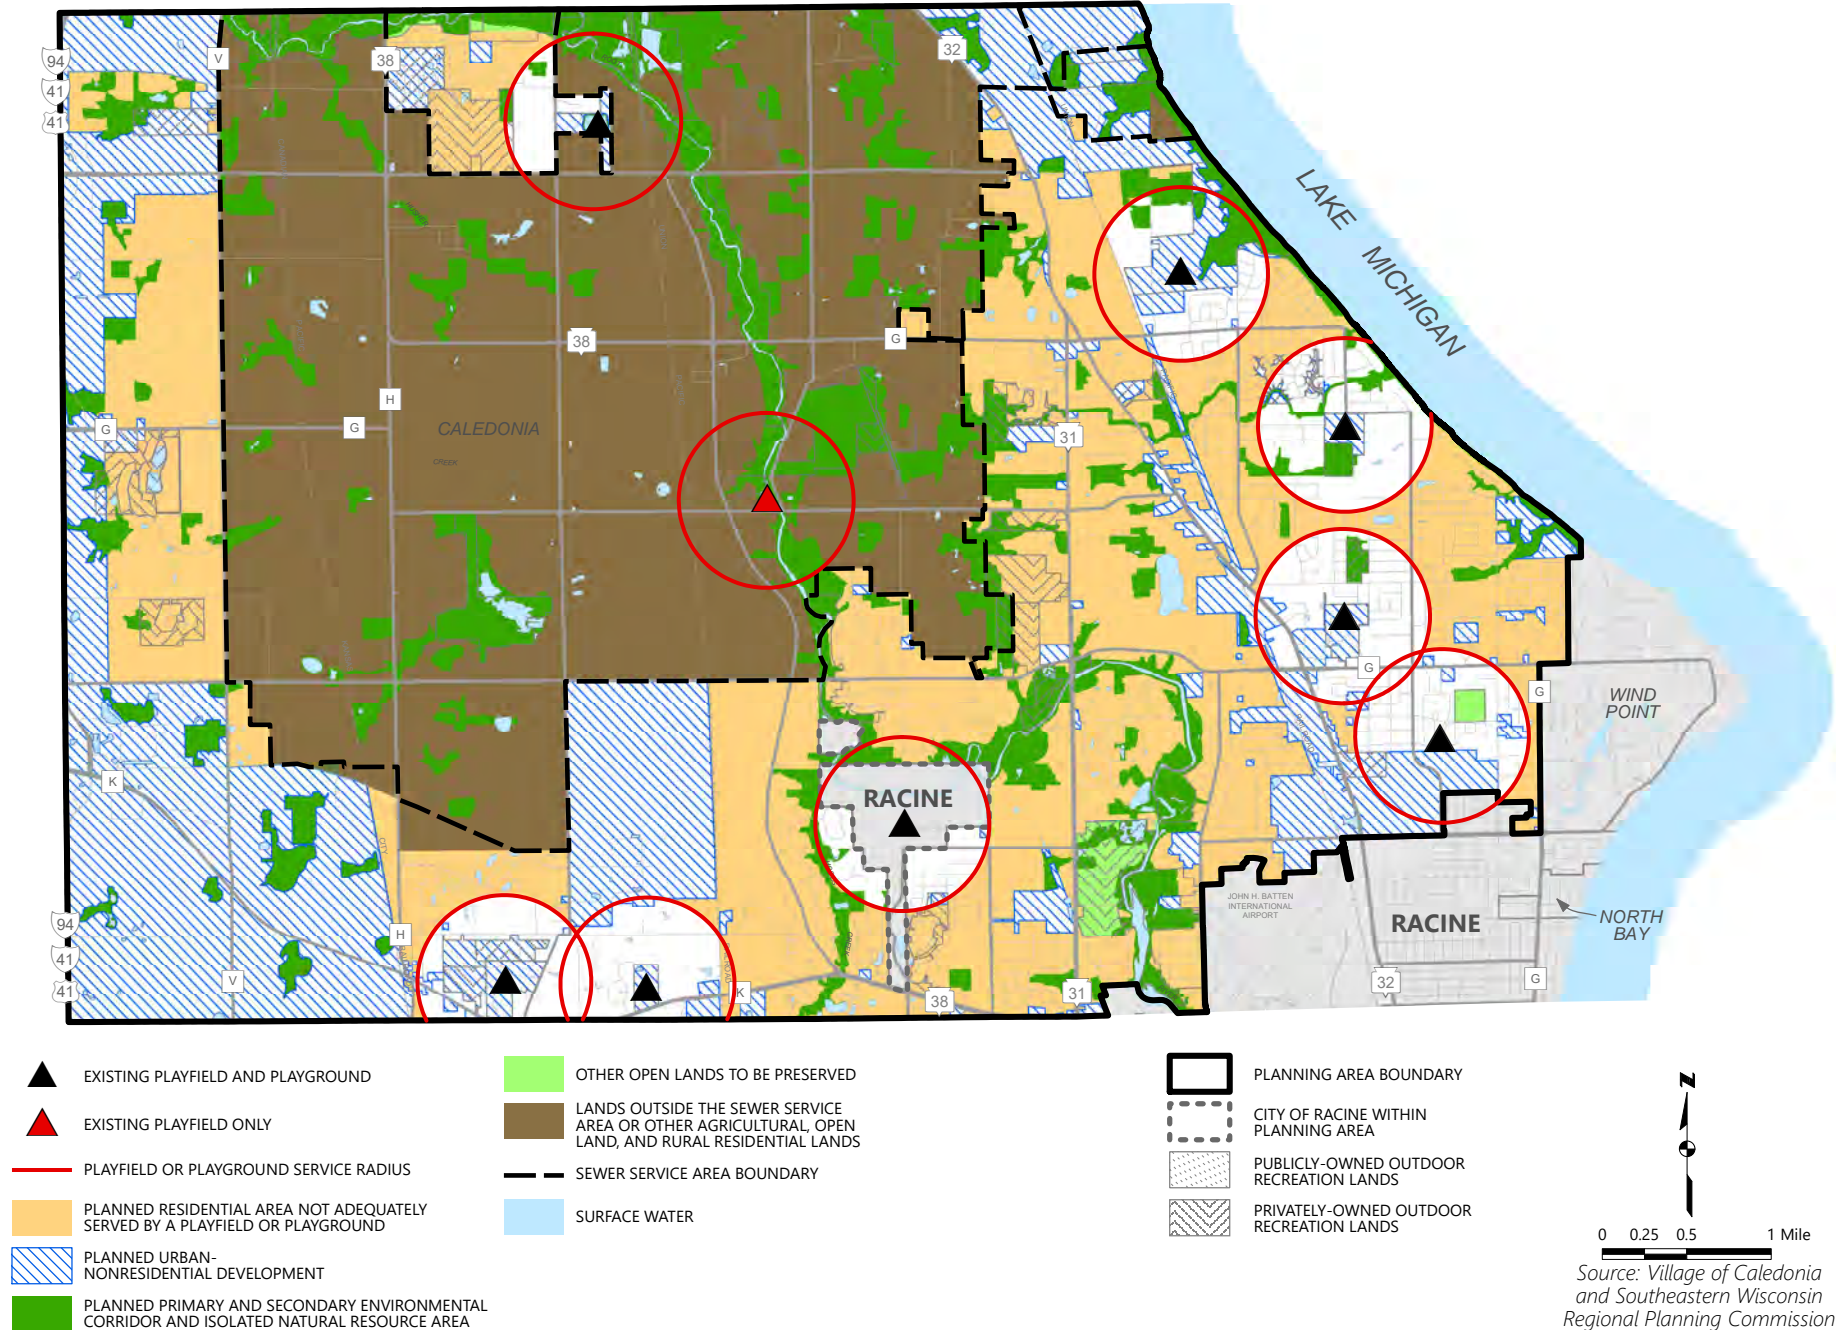 94
41
41
V
38
32
LAKE
MICHIGAN
38
G
H
G
G
CALEDONIA
CREEK
31
G
G
WIND
POINT
K
RACINE
CITY
H
94
41
41
V
K
38
31
JOHN H. BATTEN
INTERNATIONAL
AIRPORT
RACINE
NORTH
BAY
32
G
EXISTING PLAYFIELD AND PLAYGROUND
EXISTING PLAYFIELD ONLY
PLAYFIELD OR PLAYGROUND SERVICE RADIUS
PLANNED RESIDENTIAL AREA NOT ADEQUATELY
SERVED BY A PLAYFIELD OR PLAYGROUND
PLANNED URBAN-
NONRESIDENTIAL DEVELOPMENT
PLANNED PRIMARY AND SECONDARY ENVIRONMENTAL
CORRIDOR AND ISOLATED NATURAL RESOURCE AREA
OTHER OPEN LANDS TO BE PRESERVED
LANDS OUTSIDE THE SEWER SERVICE
AREA OR OTHER AGRICULTURAL, OPEN
LAND, AND RURAL RESIDENTIAL LANDS
SEWER SERVICE AREA BOUNDARY
SURFACE WATER
PLANNING AREA BOUNDARY
CITY OF RACINE WITHIN
PLANNING AREA
PUBLICLY-OWNED OUTDOOR
RECREATION LANDS
PRIVATELY-OWNED OUTDOOR
RECREATION LANDS
N
0 0.25 0.5 1 Mile
Source: Village of Caledonia
and Southeastern Wisconsin
Regional Planning Commission